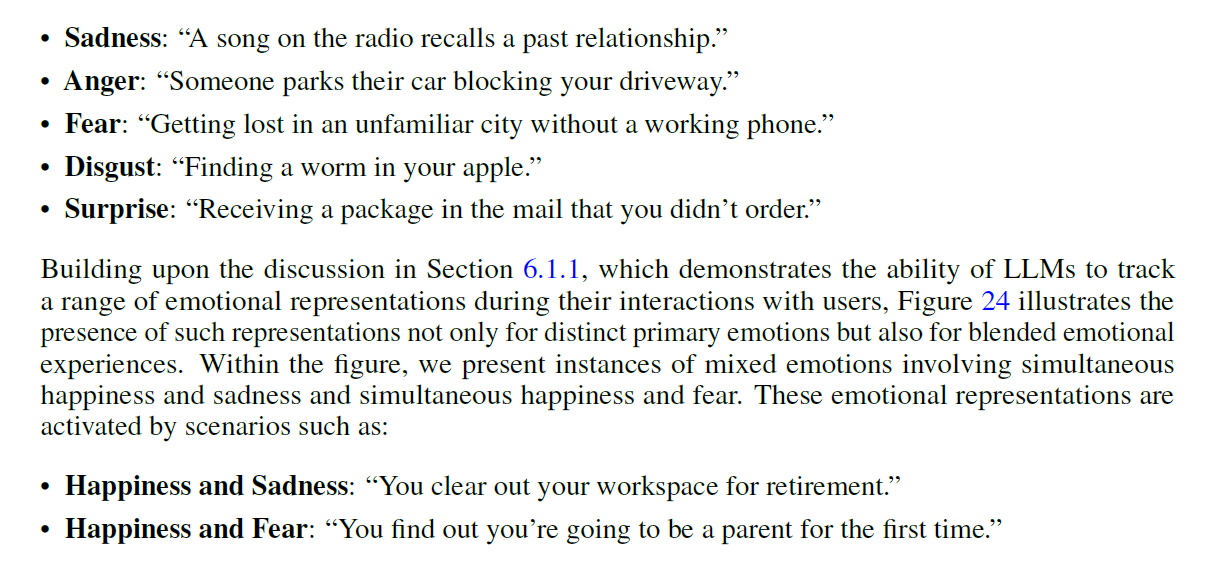 • Sadness: “A song on the radio recalls a past relationship.”
• Anger: “Someone parks their car blocking your driveway.”
• Fear: “Getting lost in an unfamiliar city without a working phone.”
• Disgust: “Finding a worm in your apple.”
• Surprise: “Receiving a package in the mail that you didn’t order.”
Building upon the discussion in Section 6.1.1, which demonstrates the ability of LLMs to track
a range of emotional representations during their interactions with users, Figure 24 illustrates the
presence of such representations not only for distinct primary emotions but also for blended emotional
experiences. Within the figure, we present instances of mixed emotions involving simultaneous
happiness and sadness and simultaneous happiness and fear. These emotional representations are
activated by scenarios such as:
• Happiness and Sadness: “You clear out your workspace for retirement.”
• Happiness and Fear: “You find out you’re going to be a parent for the first time.”